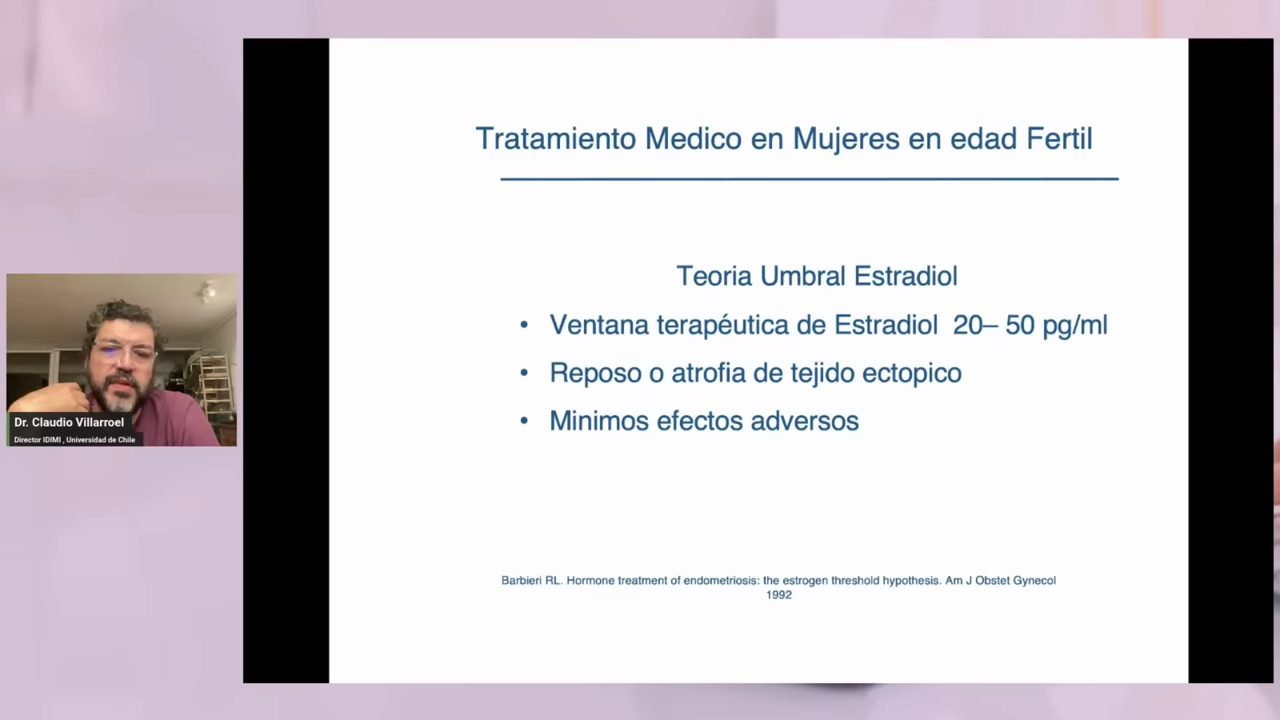 Tratamiento Medico en Mujeres en edad Fertil
Teoria Umbral Estradiol
• Ventana terapéutica de Estradiol 20– 50 pg/ml
• Reposo o atrofia de tejido ectopico
• Minimos efectos adversos
Barbieri RL. Hormone treatment of endometriosis: the estrogen threshold hypothesis. Am J Obstet Gynecol
1992
Dr. Claudio Villarroel
Director IDIMI , Universidad de Chile